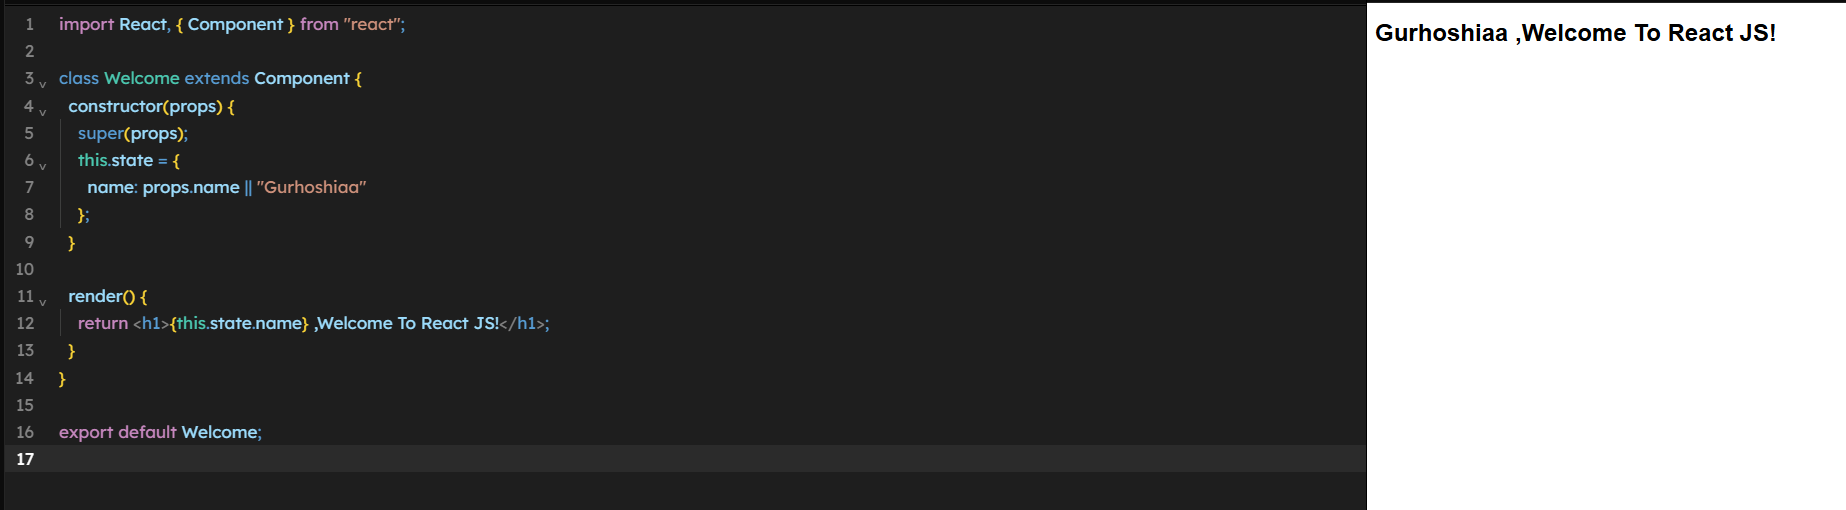 1 import React, { Component } from "react";
2
3 class Welcome extends Component {
4 constructor(props) {
5 super(props);
6 this.state = {
7 name: props.name || "Gurhoshiaa"
8 };
9 }
10
11 render() {
12 return <h1>{this.state.name} ,Welcome To React JS!</h1>;
13 }
14 }
15
16 export default Welcome;
17
Gurhoshiaa ,Welcome To React JS!